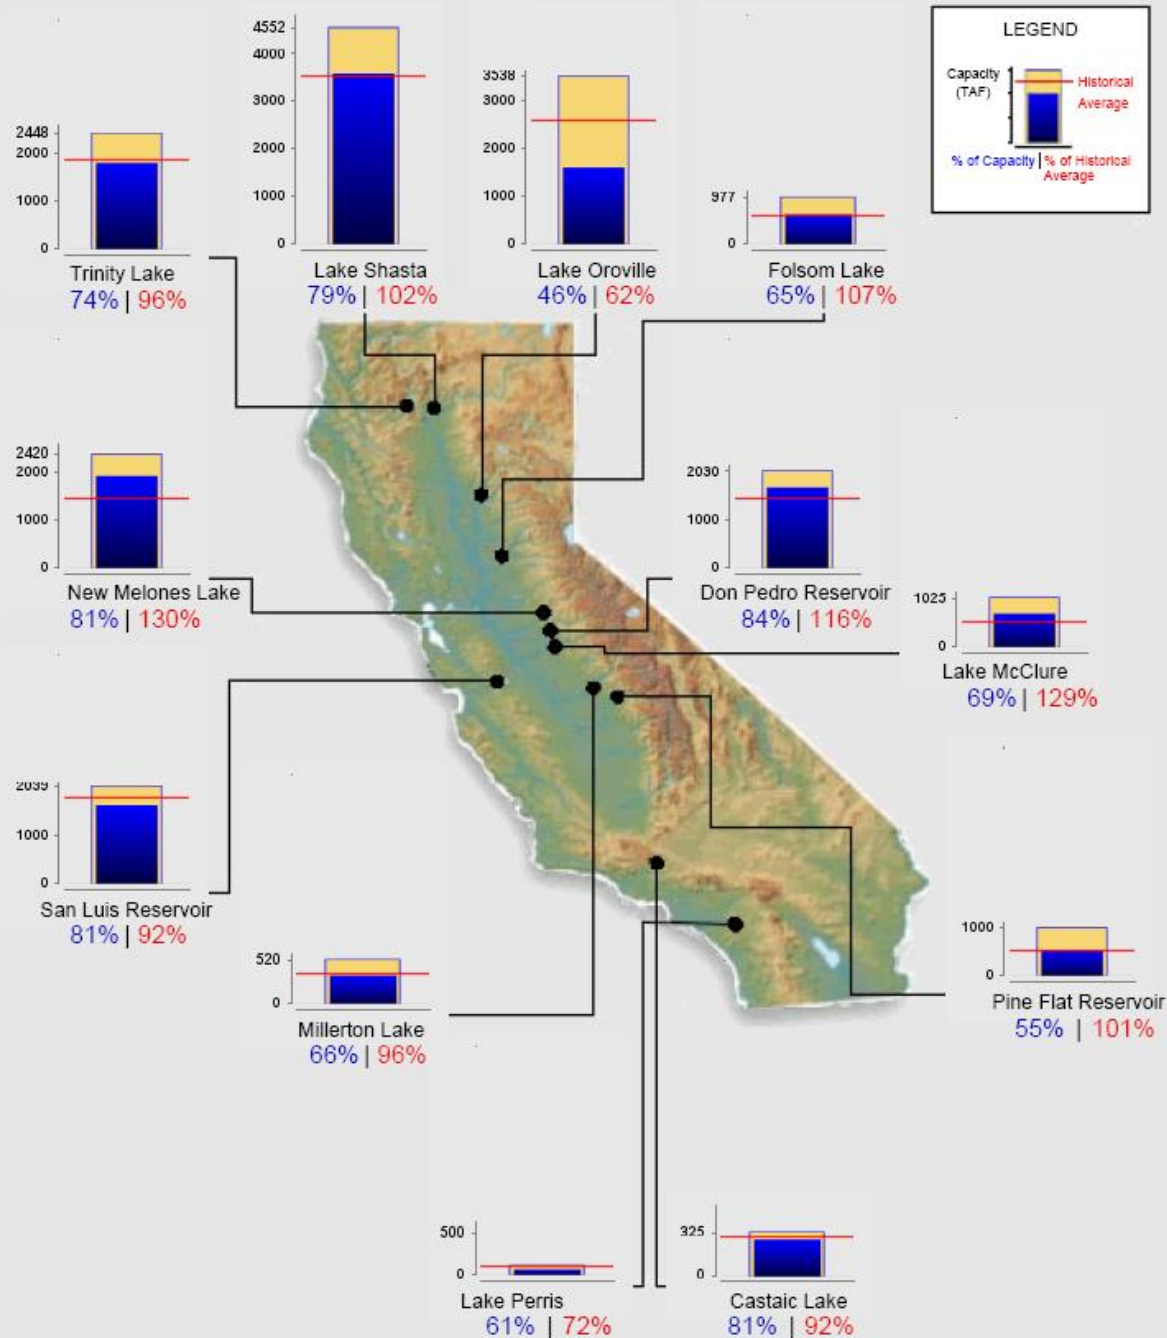 LEGEND
Capacity
(TAF)
Historical
Average
% of Capacity | % of Historical
Average
4552
4000
3000
2000
1000
0
Lake Shasta
79% | 102%
3538
3000
2000
1000
0
Lake Oroville
46% | 62%
2448
2000
1000
0
Trinity Lake
74% | 96%
977
0
Folsom Lake
65% | 107%
2420
2000
1000
0
New Melones Lake
81% | 130%
2030
1000
0
Don Pedro Reservoir
84% | 116%
1025
0
Lake McClure
69% | 129%
2039
1000
0
San Luis Reservoir
81% | 92%
520
0
Millerton Lake
66% | 96%
1000
0
Pine Flat Reservoir
55% | 101%
500
0
Lake Perris
61% | 72%
325
0
Castaic Lake
81% | 92%